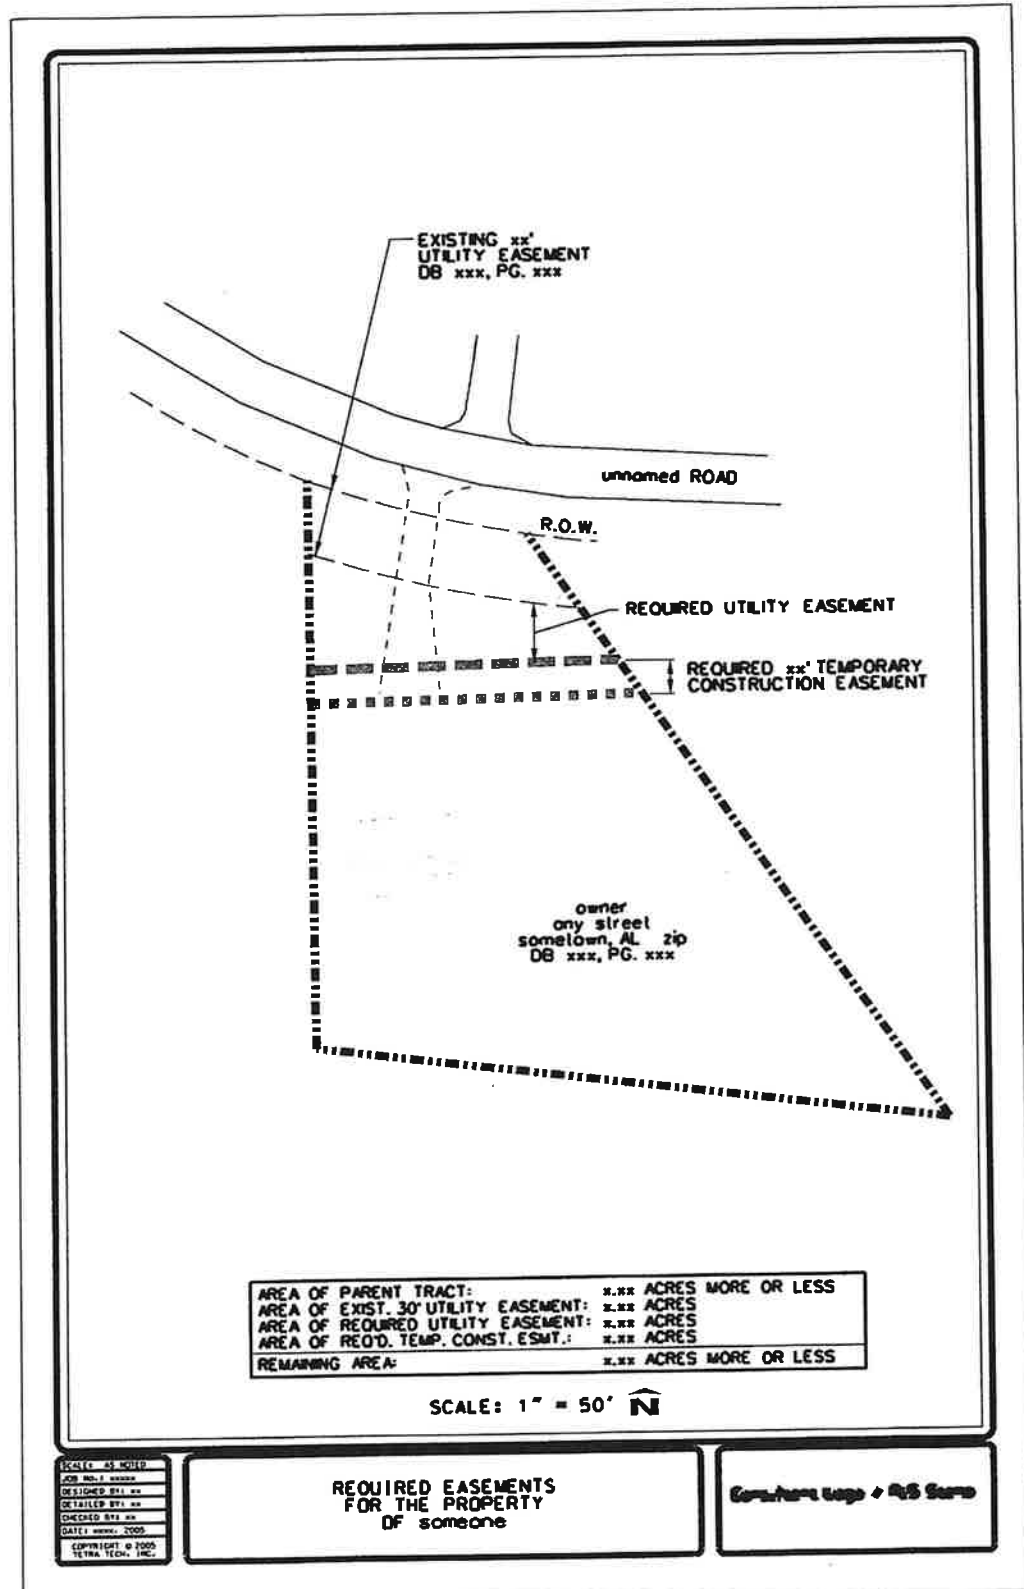 EXISTING xx'
UTILITY EASEMENT
DB xxx, PG. xxx
unnamed ROAD
R.O.W.
REQUIRED UTILITY EASEMENT
REQUIRED xx' TEMPORARY
CONSTRUCTION EASEMENT
owner
any street
sometown, AL zip
DB xxx, PG. xxx
AREA OF PARENT TRACT: x.xx ACRES MORE OR LESS
AREA OF EXIST. 30' UTILITY EASEMENT: x.xx ACRES
AREA OF REQUIRED UTILITY EASEMENT: x.xx ACRES
AREA OF REQ'D. TEMP. CONST. ESMT.: x.xx ACRES
REMAINING AREA: x.xx ACRES MORE OR LESS
SCALE: 1" = 50' N
SCALE: AS NOTED
JOB NO.: xxxxx
DESIGNED BY: xx
DETAILED BY: xx
CHECKED BY: xx
DATE: xxxx, 2005
COPYRIGHT © 2005
TETRA TECH, INC.
REQUIRED EASEMENTS
FOR THE PROPERTY
OF someone